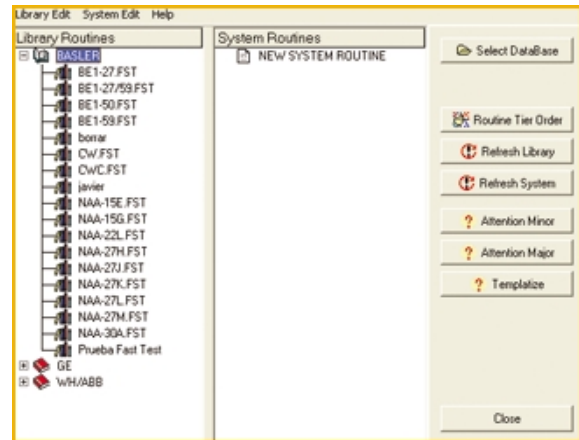 Library Edit System Edit Help
Library Routines
BASLER
BE1-27.FST
BE1-27/59.FST
BE1-50.FST
BE1-59.FST
borrar
CW.FST
CWC.FST
javier
NAA-15E.FST
NAA-15G.FST
NAA-22L.FST
NAA-27H.FST
NAA-27J.FST
NAA-27K.FST
NAA-27L.FST
NAA-27M.FST
NAA-30A.FST
Prueba Fast Test
GE
WH/ABB
System Routines
NEW SYSTEM ROUTINE
Select DataBase
Routine Tier Order
Refresh Library
Refresh System
Attention Minor
Attention Major
Templatize
Close